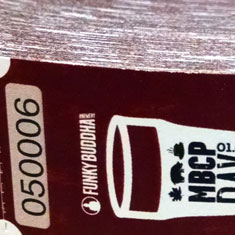 050006
FUNKY BUDDHA
BREWERY
01.
MBCP
DAY